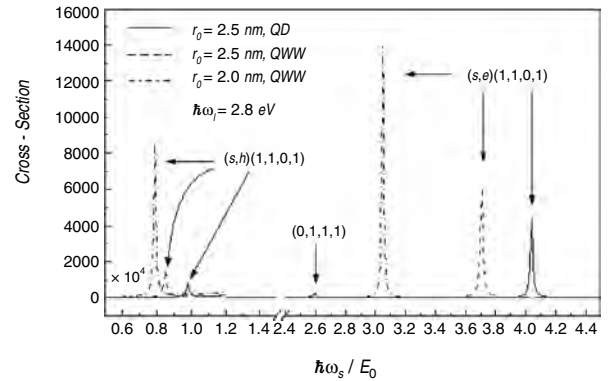 16000
14000
12000
10000
8000
6000
4000
2000
0
Cross - Section
r₀ = 2.5 nm, QD
r₀ = 2.5 nm, QWW
r₀ = 2.0 nm, QWW
ħωₗ = 2.8 eV
(s,e)(1,1,0,1)
(s,h)(1,1,0,1)
(0,1,1,1)
× 10⁴
0.6 0.8 1.0 1.2 1.4 2.4 2.6 2.8 3.0 3.2 3.4 3.6 3.8 4.0 4.2 4.4
ħωₛ / E₀